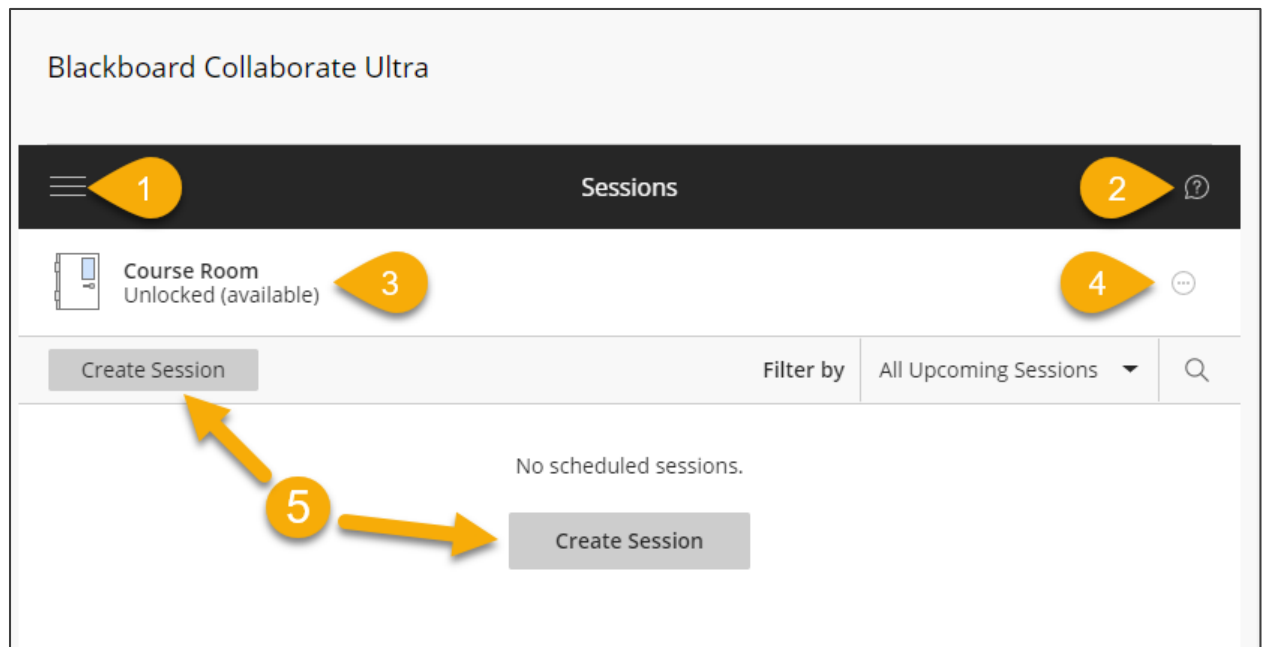 Blackboard Collaborate Ultra
1 Sessions 2
Course Room
Unlocked (available)
3
4
Create Session Filter by All Upcoming Sessions
No scheduled sessions.
5
Create Session